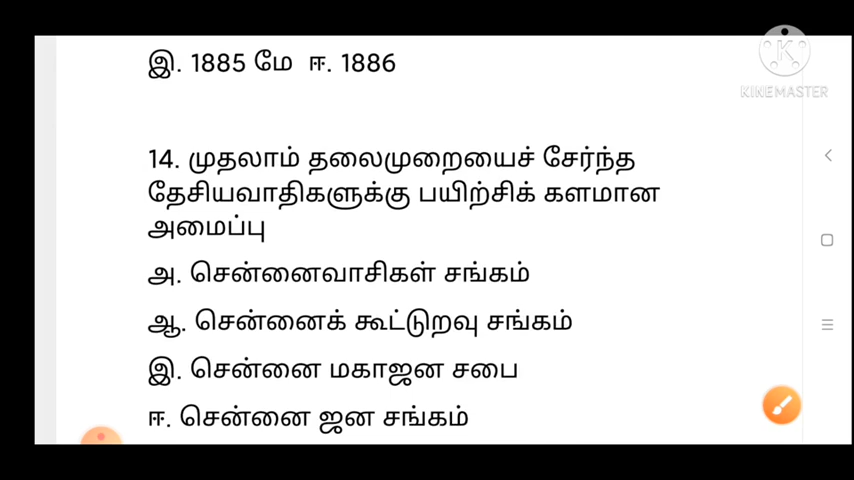 இ. 1885 மே ஈ. 1886
KINEMASTER
14. முதலாம் தலைமுறையைச் சேர்ந்த
தேசியவாதிகளுக்கு பயிற்சிக் களமான
அமைப்பு
அ. சென்னைவாசிகள் சங்கம்
ஆ. சென்னைக் கூட்டுறவு சங்கம்
இ. சென்னை மகாஜன சபை
ஈ. சென்னை ஜன சங்கம்